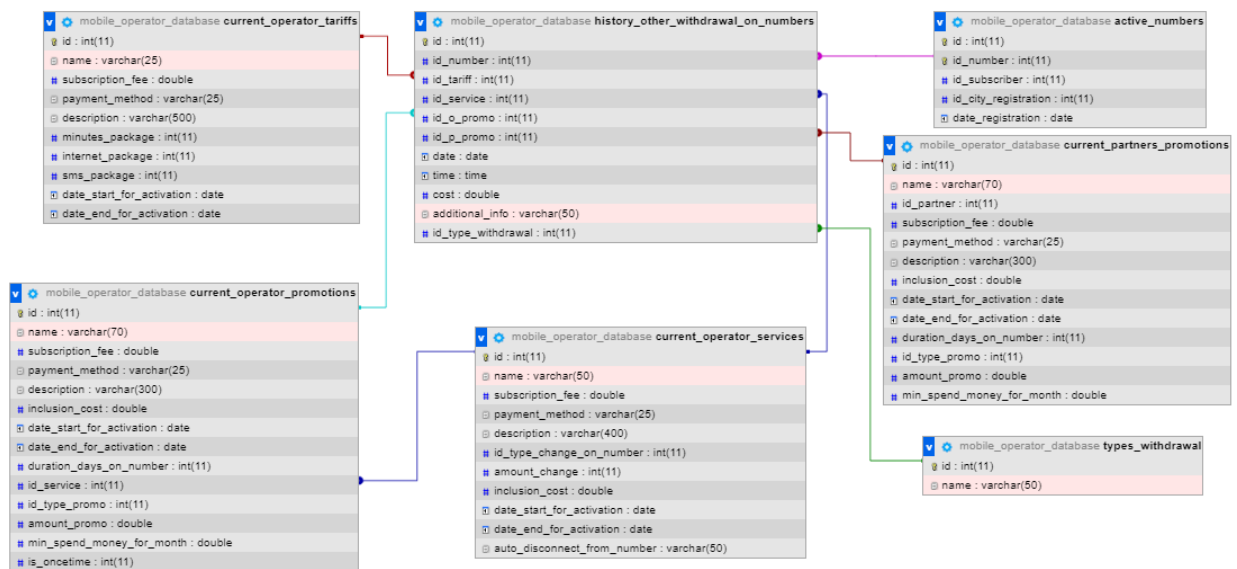 mobile_operator_database current_operator_tariffs
id : int(11)
name : varchar(25)
subscription_fee : double
payment_method : varchar(25)
description : varchar(500)
minutes_package : int(11)
internet_package : int(11)
sms_package : int(11)
date_start_for_activation : date
date_end_for_activation : date
mobile_operator_database history_other_withdrawal_on_numbers
id : int(11)
id_number : int(11)
id_tariff : int(11)
id_service : int(11)
id_o_promo : int(11)
id_p_promo : int(11)
date : date
time : time
cost : double
additional_info : varchar(50)
id_type_withdrawal : int(11)
mobile_operator_database active_numbers
id : int(11)
id_number : int(11)
id_subscriber : int(11)
id_city_registration : int(11)
date_registration : date
mobile_operator_database current_partners_promotions
id : int(11)
name : varchar(70)
id_partner : int(11)
subscription_fee : double
payment_method : varchar(25)
description : varchar(300)
inclusion_cost : double
date_start_for_activation : date
date_end_for_activation : date
duration_days_on_number : int(11)
id_type_promo : int(11)
amount_promo : double
min_spend_money_for_month : double
mobile_operator_database current_operator_promotions
id : int(11)
name : varchar(70)
subscription_fee : double
payment_method : varchar(25)
description : varchar(300)
inclusion_cost : double
date_start_for_activation : date
date_end_for_activation : date
duration_days_on_number : int(11)
id_service : int(11)
id_type_promo : int(11)
amount_promo : double
min_spend_money_for_month : double
is_oncetime : int(11)
mobile_operator_database current_operator_services
id : int(11)
name : varchar(50)
subscription_fee : double
payment_method : varchar(25)
description : varchar(400)
id_type_change_on_number : int(11)
amount_change : int(11)
inclusion_cost : double
date_start_for_activation : date
date_end_for_activation : date
auto_disconnect_from_number : varchar(50)
mobile_operator_database types_withdrawal
id : int(11)
name : varchar(50)